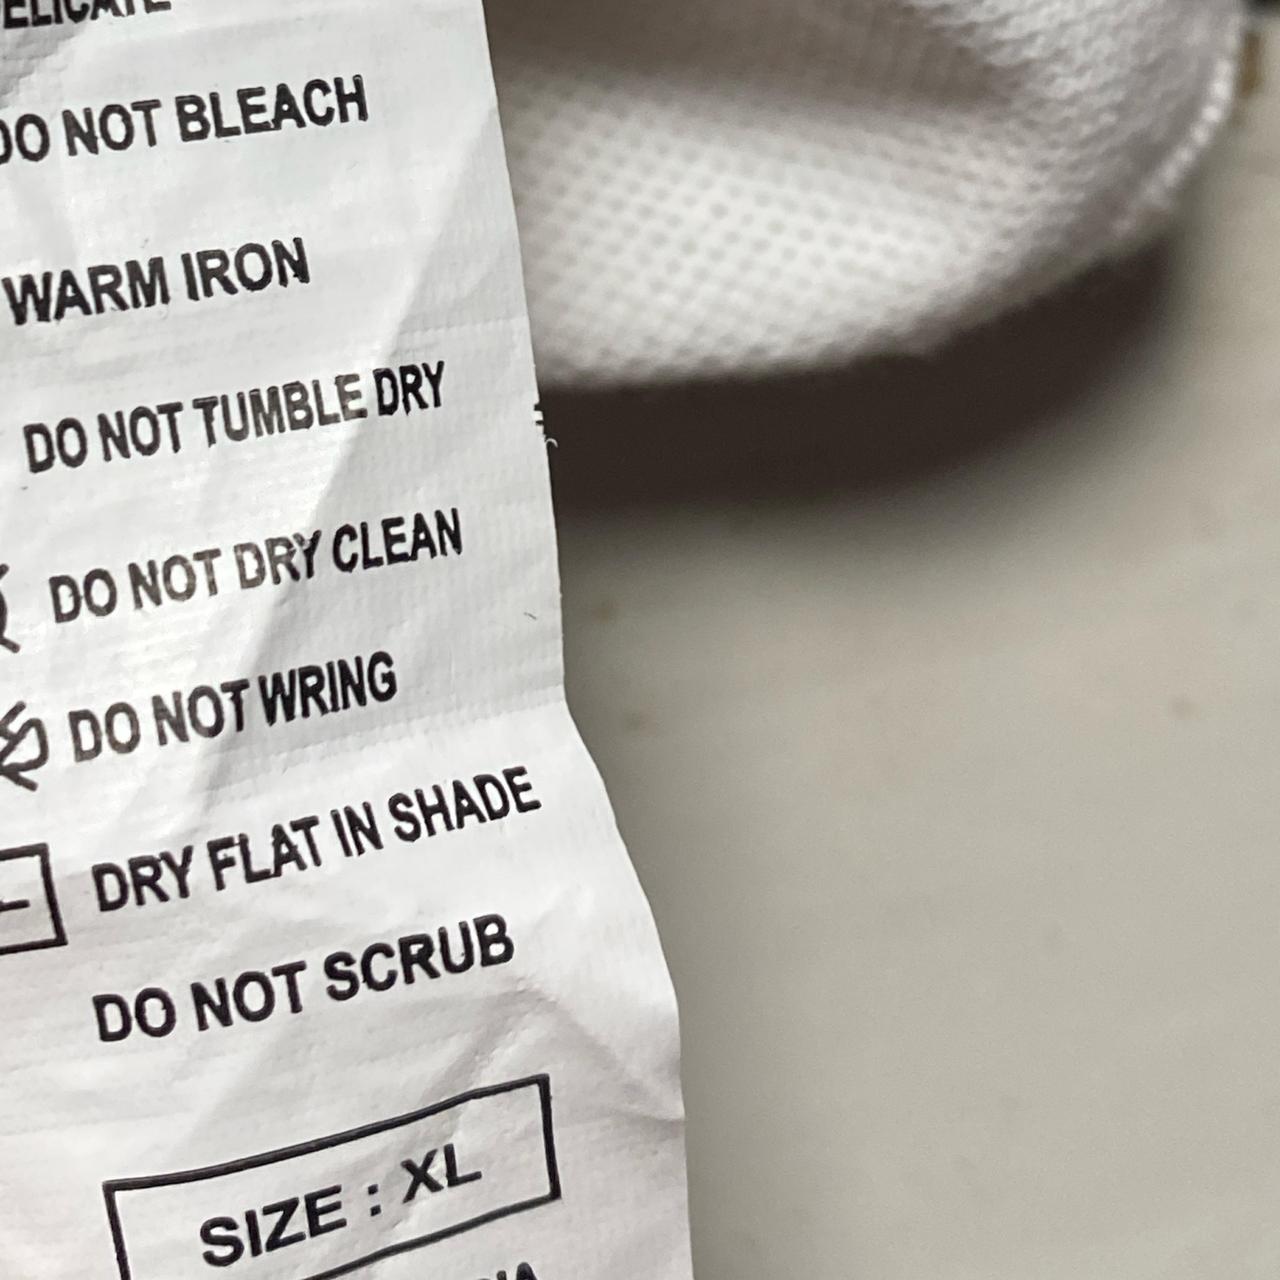 DELICATE
DO NOT BLEACH
WARM IRON
DO NOT TUMBLE DRY
DO NOT DRY CLEAN
DO NOT WRING
DRY FLAT IN SHADE
DO NOT SCRUB
SIZE : XL